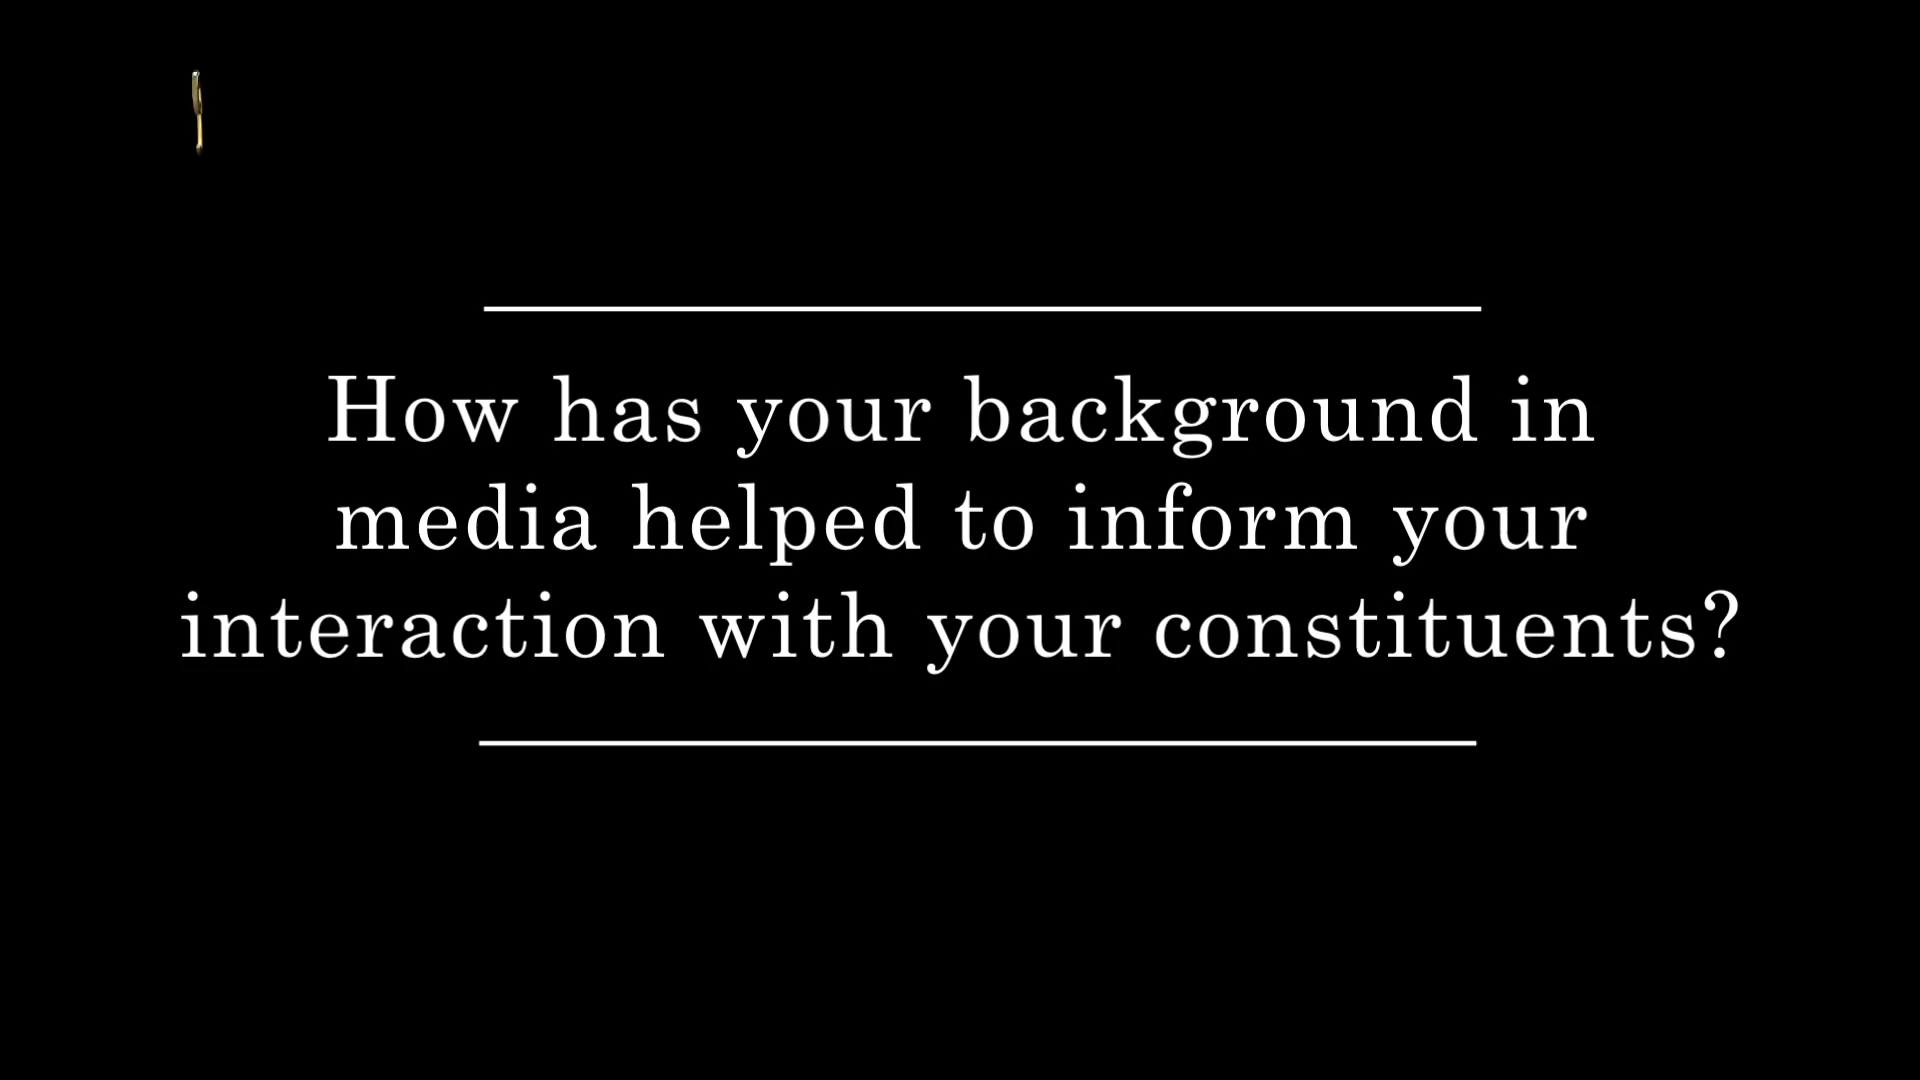 How has your background in
media helped to inform your
interaction with your constituents?